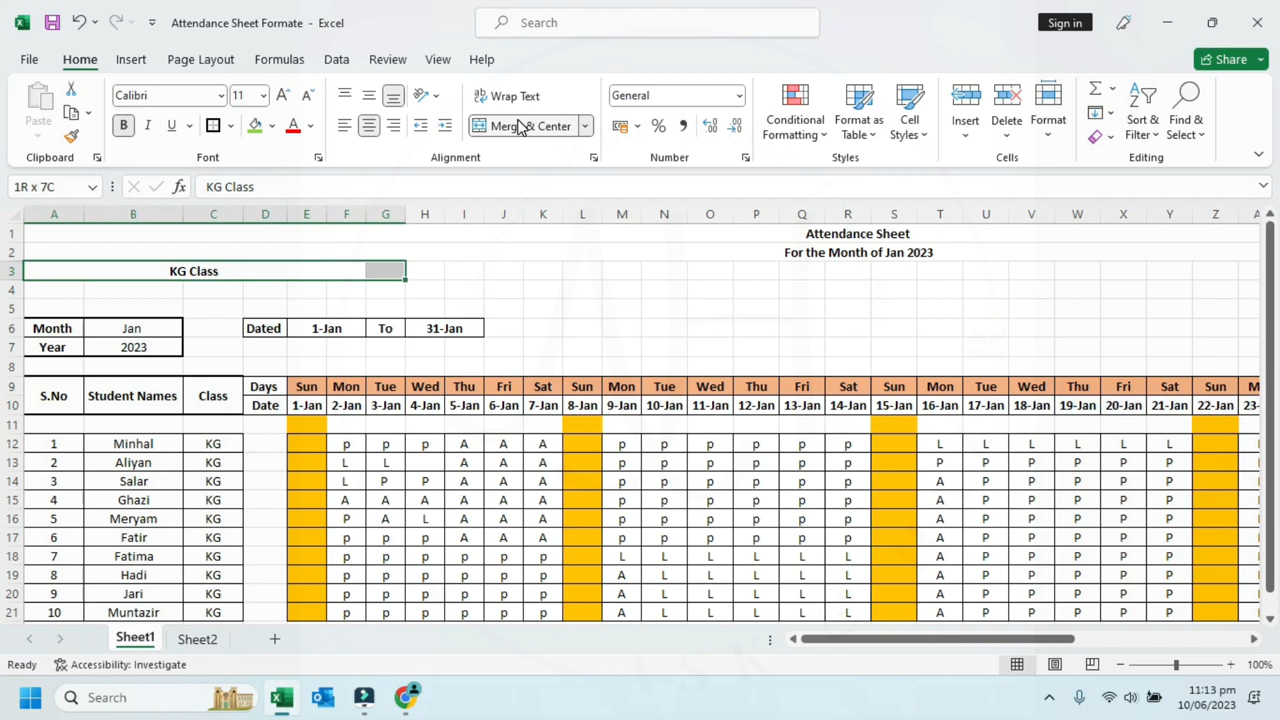 Attendance Sheet Formate - Excel
Search
Sign in
File Home Insert Page Layout Formulas Data Review View Help
Share
Paste
Calibri 11
B I U
Wrap Text
Merge & Center
General
Conditional Formatting
Format as Table
Cell Styles
Insert Delete Format
Sort & Filter
Find & Select
Clipboard Font Alignment Number Styles Cells Editing
1R x 7C fx KG Class
A B C D E F G H I J K L M N O P Q R S T U V W X Y Z
1 Attendance Sheet
2 For the Month of Jan 2023
3 KG Class
4
5
6 Month Jan Dated 1-Jan To 31-Jan
7 Year 2023
8
9 S.No Student Names Class Days Sun Mon Tue Wed Thu Fri Sat Sun Mon Tue Wed Thu Fri Sat Sun Mon Tue Wed Thu Fri Sat Sun
10 Date 1-Jan 2-Jan 3-Jan 4-Jan 5-Jan 6-Jan 7-Jan 8-Jan 9-Jan 10-Jan 11-Jan 12-Jan 13-Jan 14-Jan 15-Jan 16-Jan 17-Jan 18-Jan 19-Jan 20-Jan 21-Jan 22-Jan 23-
11
12 1 Minhal KG p p p A A A p p p p p p L L L L L L
13 2 Aliyan KG L L A A A p p p p p p P P P P P P
14 3 Salar KG L P P A A A p p p p p p A P P P P P
15 4 Ghazi KG A A A A A A p p p p p p A P P P P P
16 5 Meryam KG P A L A A A p p p p p p A P P P P P
17 6 Fatir KG p p p A A A p p p p p p A P P P P P
18 7 Fatima KG p p p p p p L L L L L L A P P P P P
19 8 Hadi KG p p p p p p A L L L L L A P P P P P
20 9 Jari KG p p p p p p A L L L L L A P P P P P
21 10 Muntazir KG p p p p p p A L L L L L A P P P P P
Sheet1 Sheet2
Ready Accessibility: Investigate 100%
Search
11:13 pm
10/06/2023